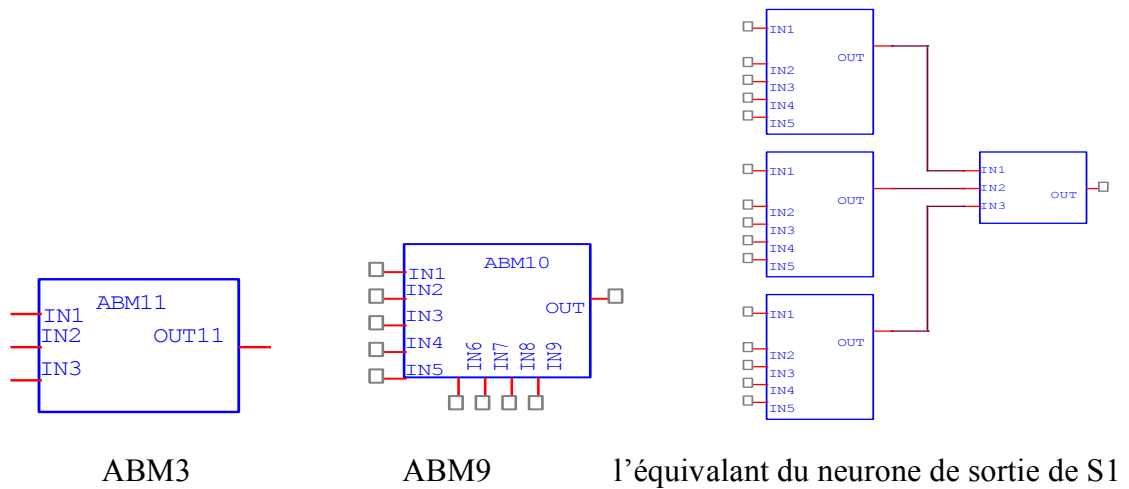 IN1
OUT
IN2
IN3
IN4
IN5
IN1
OUT
IN2
IN3
IN4
IN5
IN1
OUT
IN2
IN3
IN4
IN5
IN1
IN2
IN3
OUT
ABM11
IN1
IN2
OUT11
IN3
ABM10
IN1
IN2
OUT
IN3
IN4
IN5
IN6
IN7
IN8
IN9
ABM3
ABM9
l’équivalant du neurone de sortie de S1